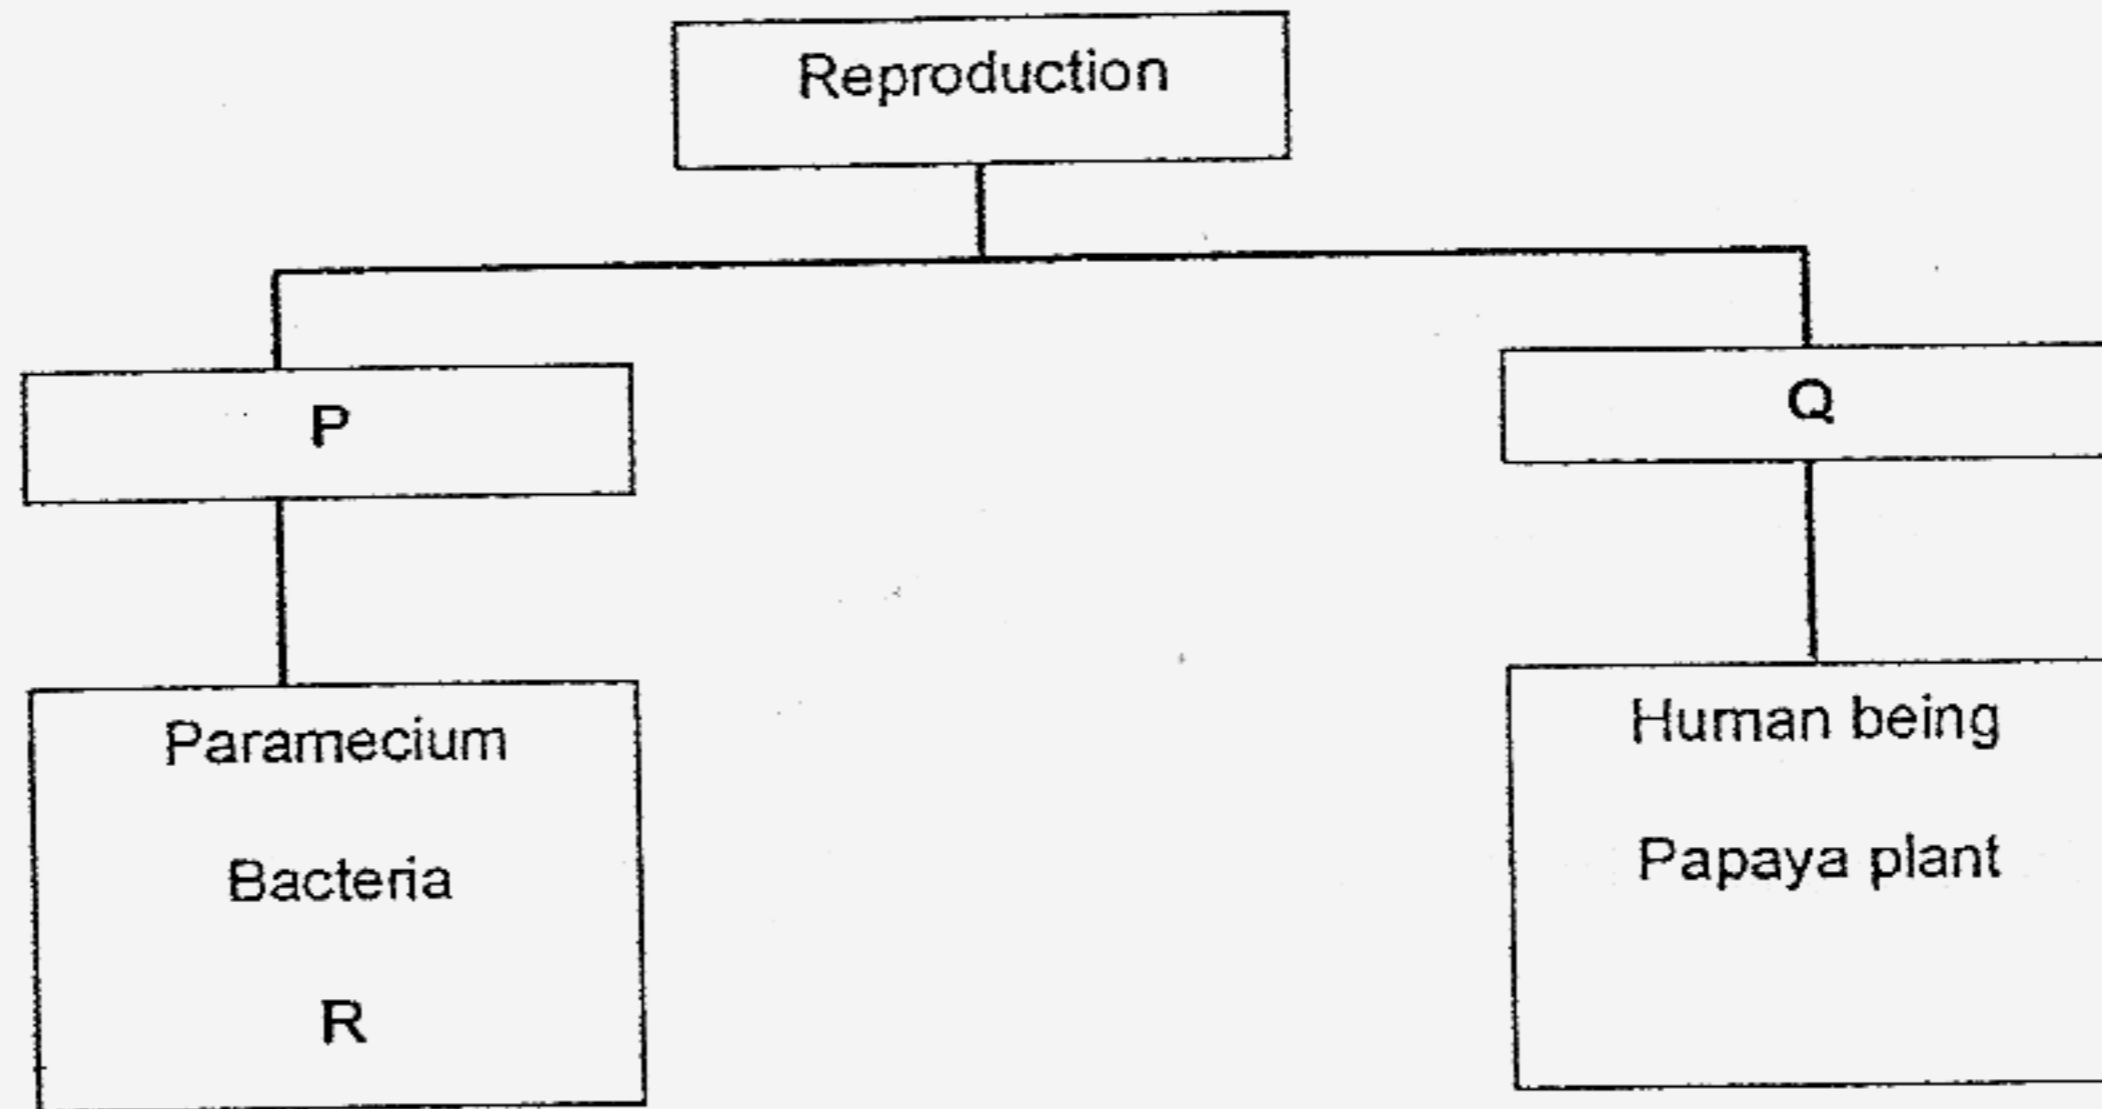 Reproduction
P
Q
Paramecium
Bacteria
R
Human being
Papaya plant